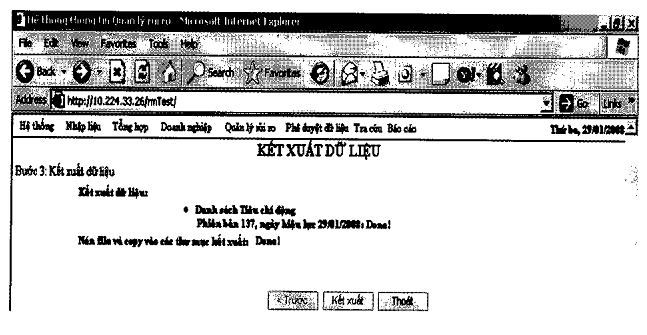 Hệ thống thông tin Quản lý rủi ro - Microsoft Internet Explorer
File Edit View Favorites Tools Help
Back Search Favorites
Address http://10.224.33.26/rmTest/ Go Links
Hệ thống Nhập liệu Tổng hợp Doanh nghiệp Quản lý rủi ro Phê duyệt dữ liệu Tra cứu Báo cáo Thứ ba, 29/01/2008
KẾT XUẤT DỮ LIỆU
Bước 3: Kết xuất dữ liệu
Kết xuất dữ liệu:
Danh sách Tiêu chí động
Phiên bản 137, ngày hiệu lực 29/01/2008: Done!
Nén file và copy vào các thư mục kết xuất: Done!
< Trước Kết xuất Thoát